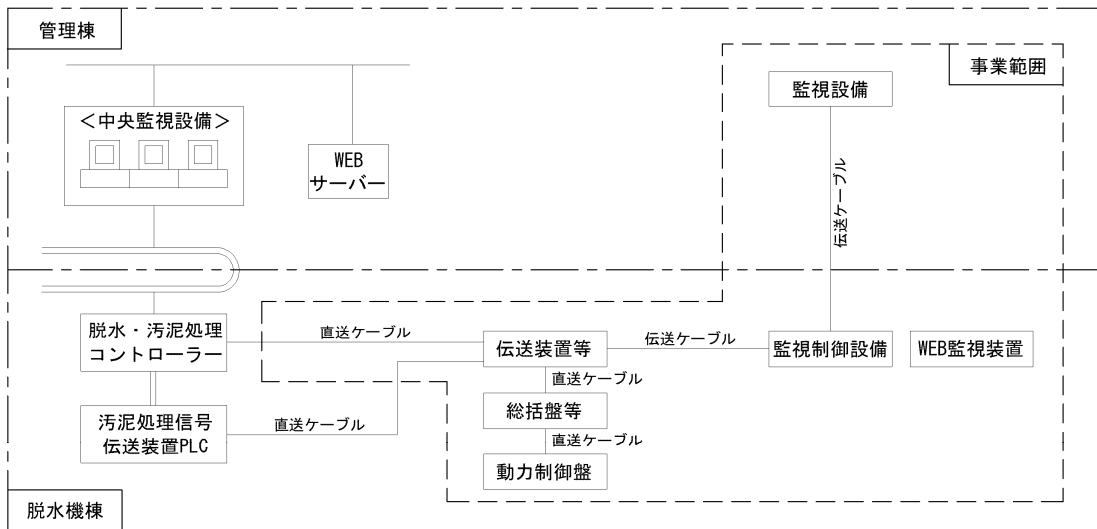 管理棟
事業範囲
監視設備
＜中央監視設備＞
WEB
サーバー
伝送ケーブル
脱水・汚泥処理
コントローラー
直送ケーブル
伝送装置等
伝送ケーブル
監視制御設備
WEB監視装置
直送ケーブル
汚泥処理信号
伝送装置PLC
直送ケーブル
総括盤等
直送ケーブル
動力制御盤
脱水機棟